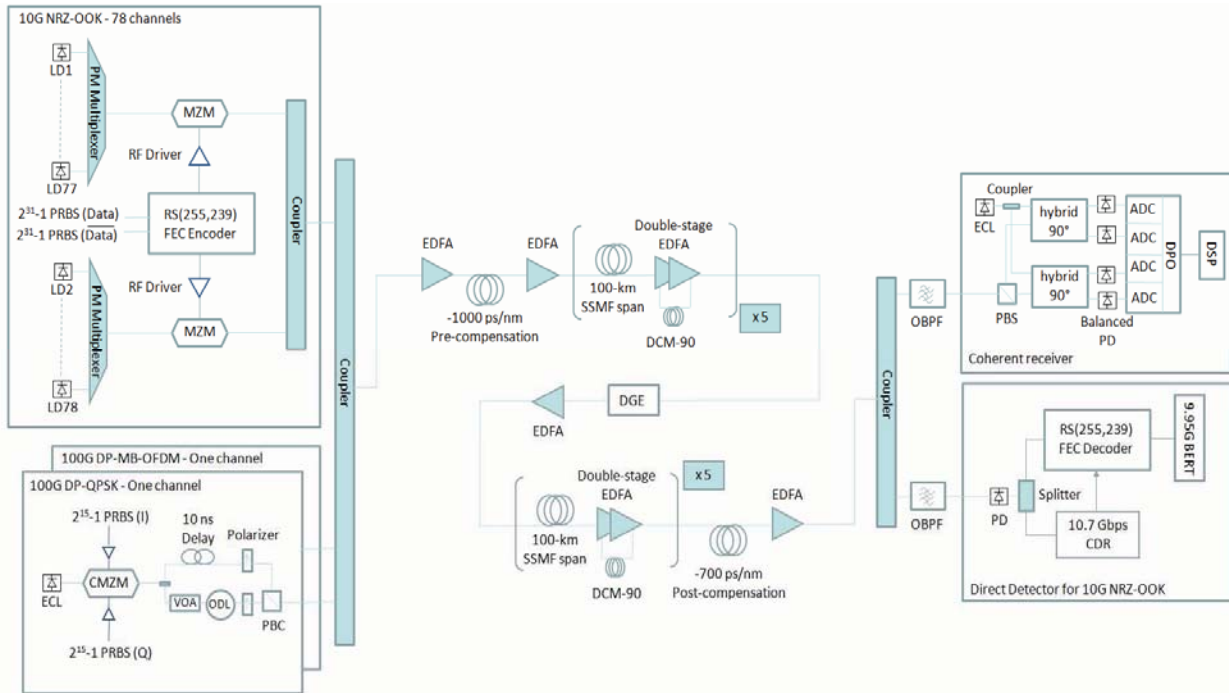 10G NRZ-OOK - 78 channels
LD1
PM Multiplexer
MZM
RF Driver
LD77
2³¹-1 PRBS (Data)
2³¹-1 PRBS (D̅a̅t̅a̅)
RS(255,239)
FEC Encoder
LD2
PM Multiplexer
RF Driver
MZM
LD78
Coupler
100G DP-MB-OFDM - One channel
100G DP-QPSK - One channel
2¹⁵-1 PRBS (I)
10 ns
Delay
Polarizer
ECL
CMZM
VOA
ODL
PBC
2¹⁵-1 PRBS (Q)
Coupler
EDFA
-1000 ps/nm
Pre-compensation
EDFA
100-km
SSMF span
Double-stage
EDFA
DCM-90
x 5
EDFA
DGE
100-km
SSMF span
Double-stage
EDFA
DCM-90
x 5
-700 ps/nm
Post-compensation
EDFA
Coupler
OBPF
OBPF
Coupler
ECL
PBS
hybrid
90°
hybrid
90°
Balanced
PD
ADC
ADC
ADC
ADC
DPO
DSP
Coherent receiver
PD
Splitter
RS(255,239)
FEC Decoder
10.7 Gbps
CDR
9.95G BERT
Direct Detector for 10G NRZ-OOK